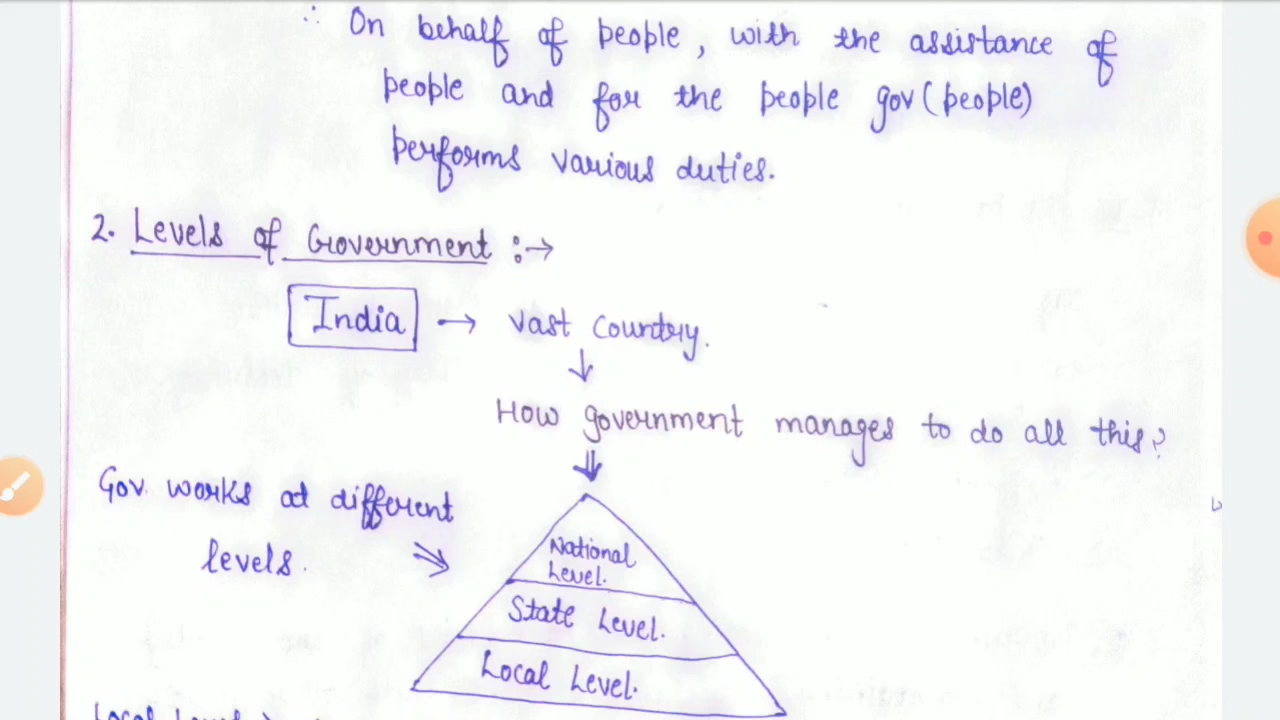 ∴ On behalf of people, with the assistance of
people and for the people gov (people)
performs various duties.
2. Levels of Government :→
India → Vast Country.
↓
How government manages to do all this?
⇓
Gov. works at different
levels. ⇒
National
Level.
State Level.
Local Level.
Local Level